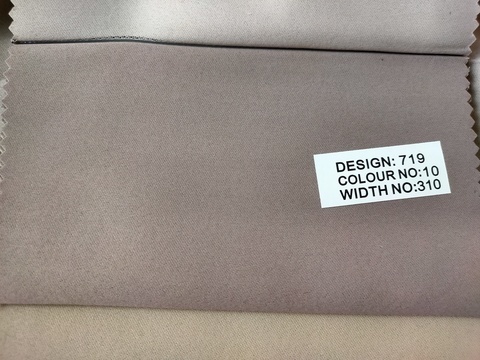 DESIGN: 719
COLOUR NO:10
WIDTH NO:310